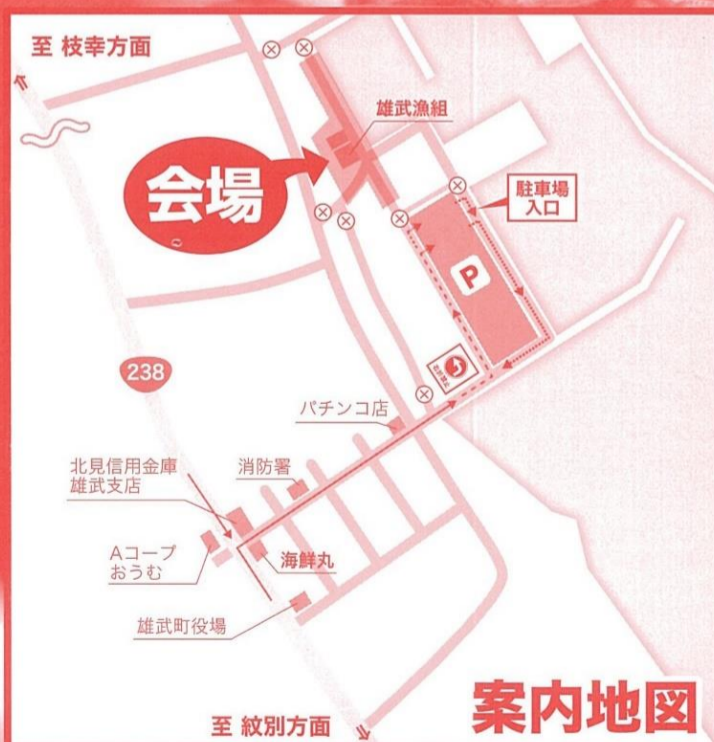 至 枝幸方面
雄武漁組
会場
駐車場
入口
P
238
パチンコ店
北見信用金庫
雄武支店
消防署
Aコープ
おうむ
海鮮丸
雄武町役場
至 紋別方面
案内地図